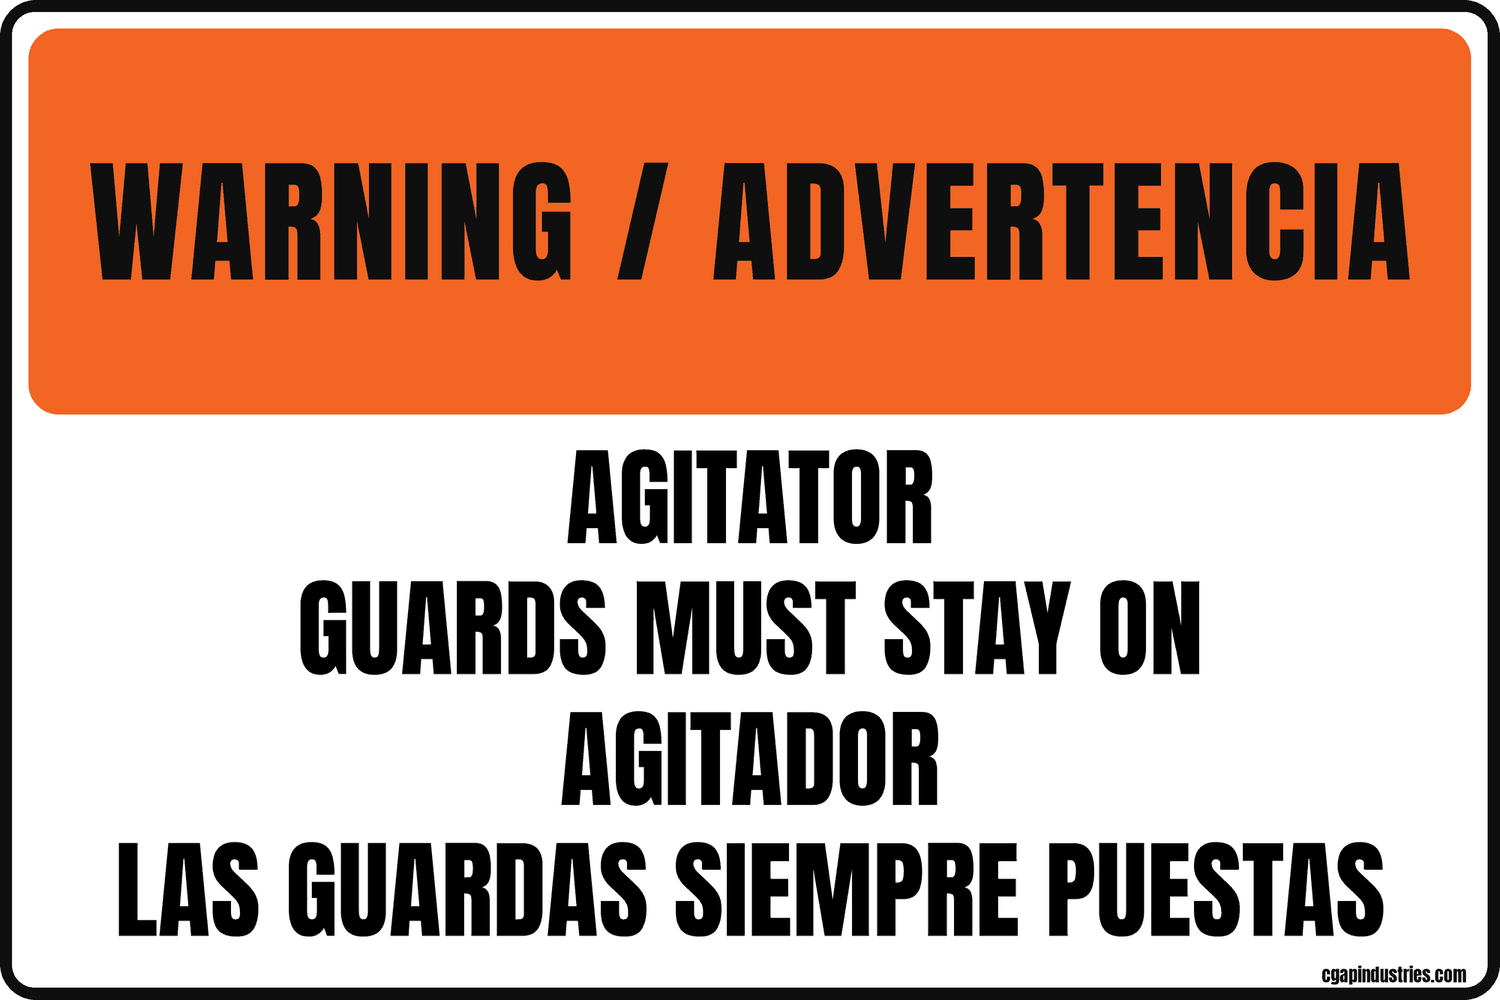 WARNING / ADVERTENCIA
AGITATOR
GUARDS MUST STAY ON
AGITADOR
LAS GUARDAS SIEMPRE PUESTAS
cgapindustries.com